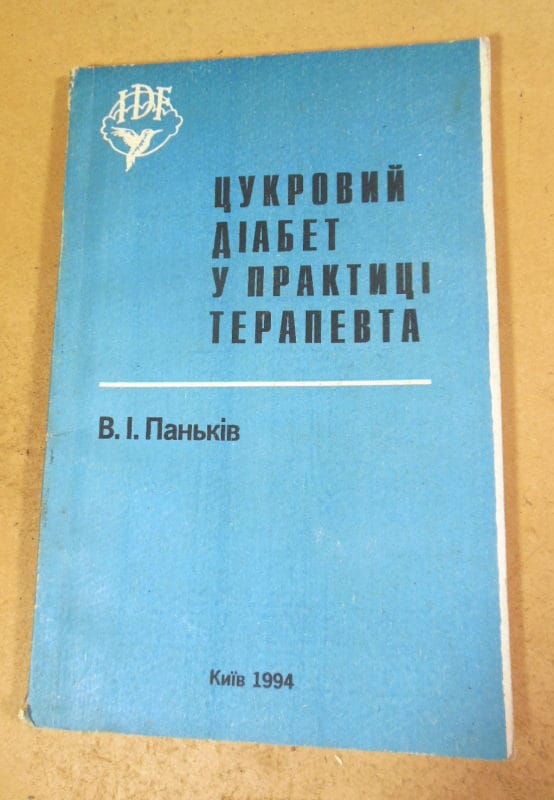 IDF
ЦУКРОВИЙ
ДІАБЕТ
У ПРАКТИЦІ
ТЕРАПЕВТА
В. І. Паньків
Київ 1994